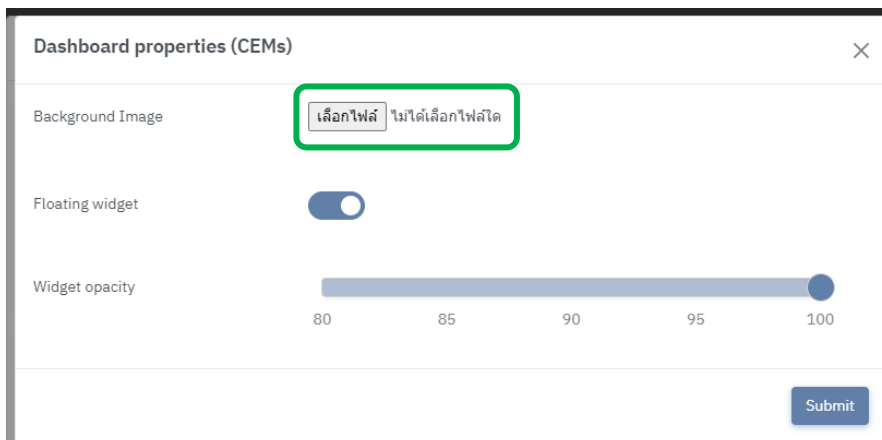 Dashboard properties (CEMs)
Background Image
เลือกไฟล์ ไม่ได้เลือกไฟล์ใด
Floating widget
Widget opacity
80 85 90 95 100
Submit